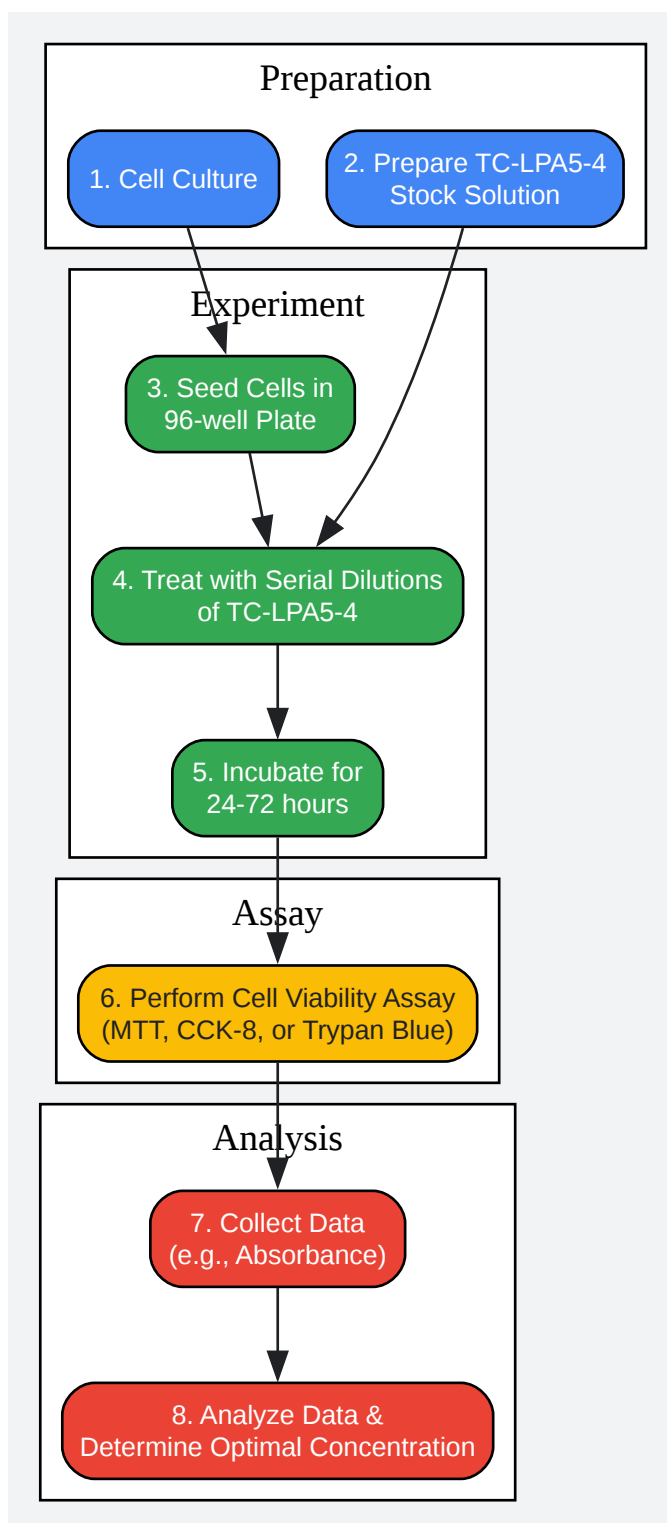 Preparation
1. Cell Culture
2. Prepare TC-LPA5-4
Stock Solution
Experiment
3. Seed Cells in
96-well Plate
4. Treat with Serial Dilutions
of TC-LPA5-4
5. Incubate for
24-72 hours
Assay
6. Perform Cell Viability Assay
(MTT, CCK-8, or Trypan Blue)
Analysis
7. Collect Data
(e.g., Absorbance)
8. Analyze Data &
Determine Optimal Concentration